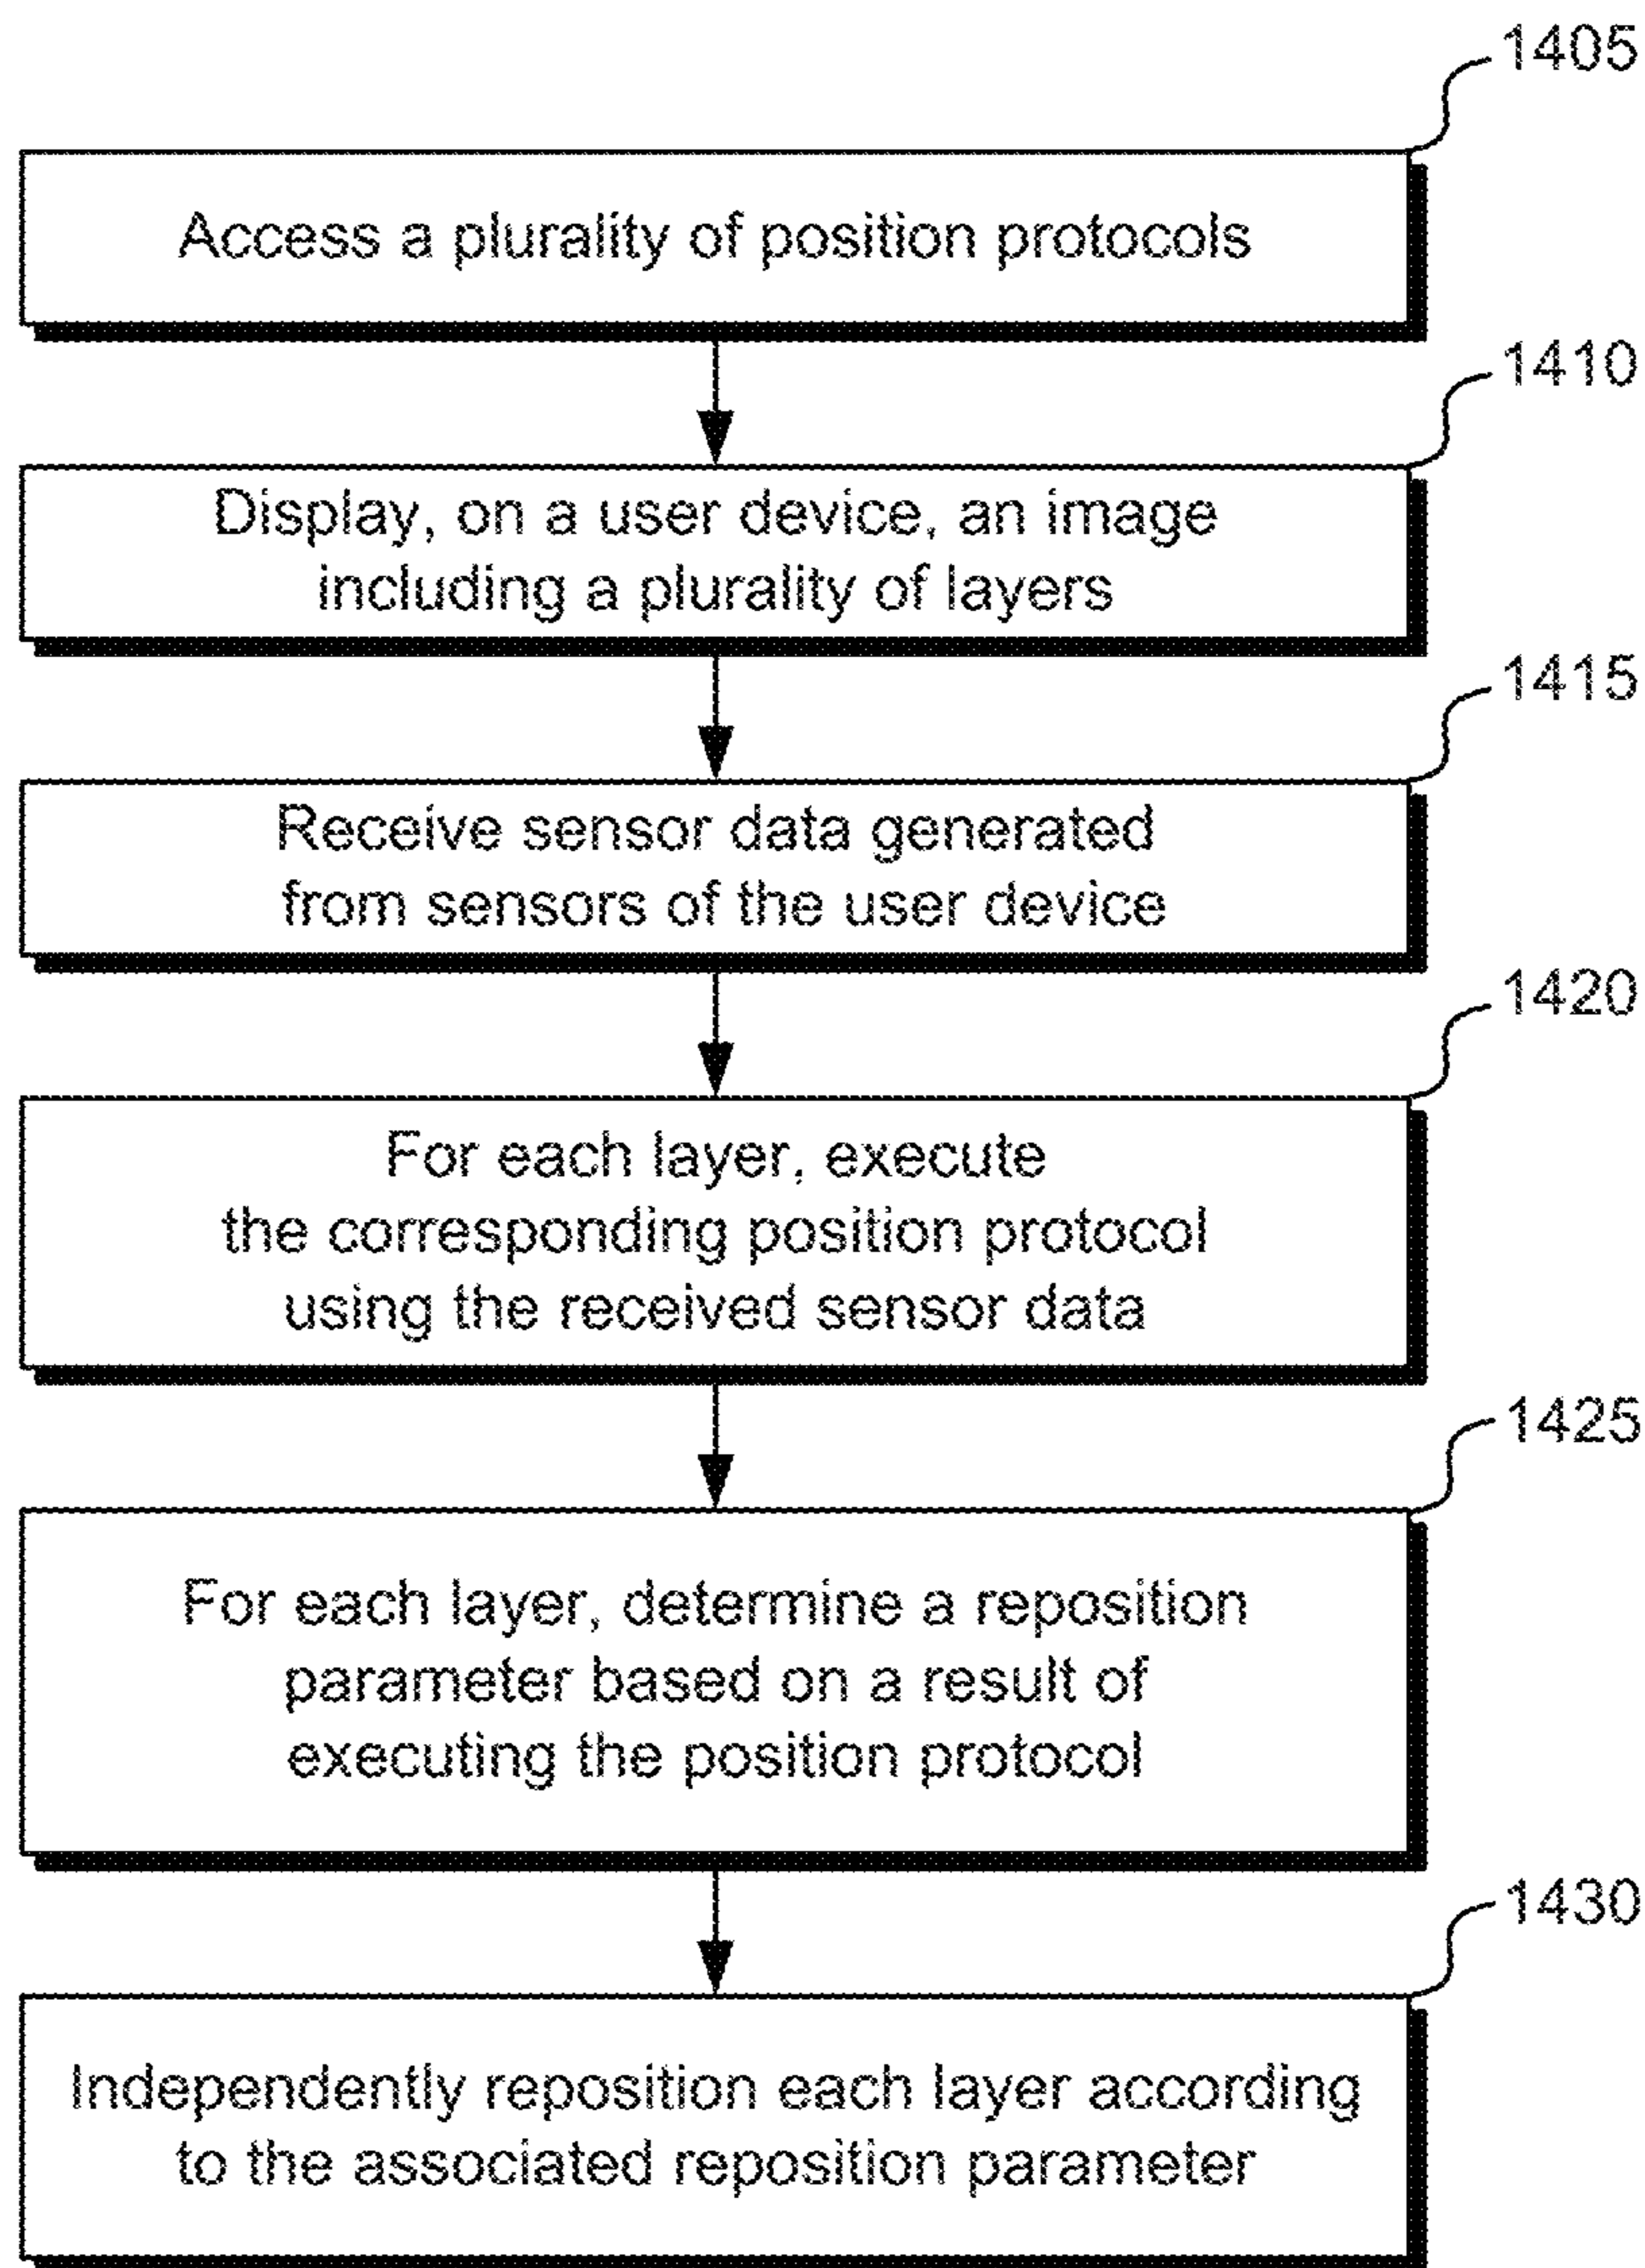 1405
Access a plurality of position protocols
1410
Display, on a user device, an image
including a plurality of layers
1415
Receive sensor data generated
from sensors of the user device
1420
For each layer, execute
the corresponding position protocol
using the received sensor data
1425
For each layer, determine a reposition
parameter based on a result of
executing the position protocol
1430
Independently reposition each layer according
to the associated reposition parameter